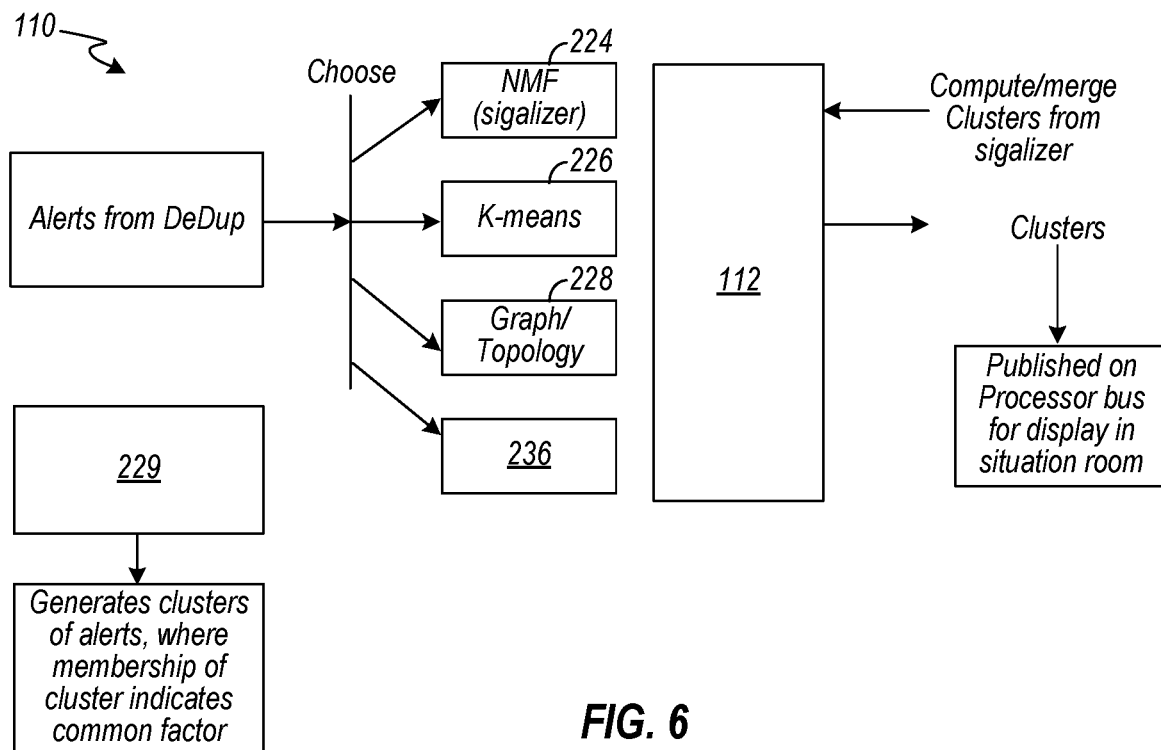 110
Choose
Alerts from DeDup
224
NMF
(sigalizer)
226
K-means
228
Graph/
Topology
236
112
Compute/merge
Clusters from
sigalizer
Clusters
Published on
Processor bus
for display in
situation room
229
Generates clusters
of alerts, where
membership of
cluster indicates
common factor
FIG. 6